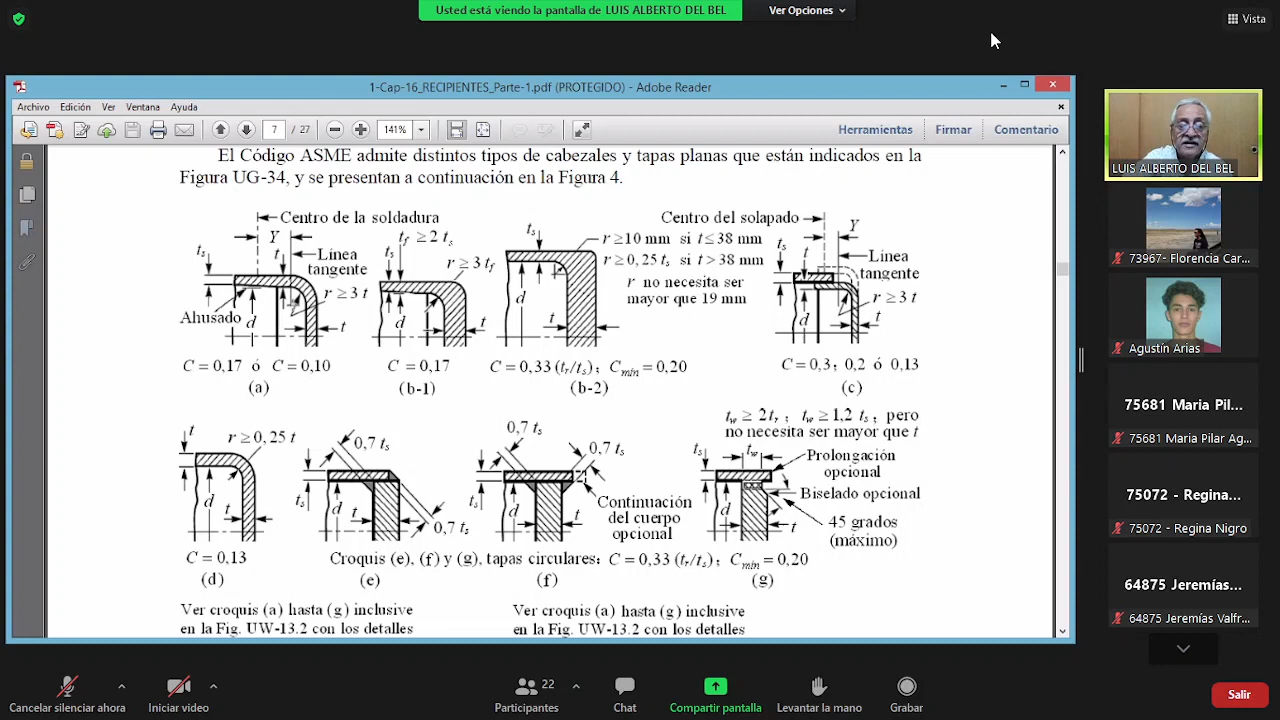 Usted está viendo la pantalla de LUIS ALBERTO DEL BEL
Ver Opciones
Vista
1-Cap-16_RECIPIENTES_Parte-1.pdf (PROTEGIDO) - Adobe Reader
Archivo Edición Ver Ventana Ayuda
7 / 27
141%
Herramientas Firmar Comentario
El Código ASME admite distintos tipos de cabezales y tapas planas que están indicados en la
Figura UG-34, y se presentan a continuación en la Figura 4.
Centro de la soldadura
Y
ts
t
Línea
tangente
r ≥ 3 t
Ahusado
d
t
C = 0,17 ó C = 0,10
(a)
tf ≥ 2 ts
r ≥ 3 tf
d
t
C = 0,17
(b-1)
ts
r ≥ 10 mm si t ≤ 38 mm
r ≥ 0,25 ts si t > 38 mm
r no necesita ser
mayor que 19 mm
d
t
C = 0,33 (tr/ts); Cmín = 0,20
(b-2)
Centro del solapado
Y
ts
t
Línea
tangente
r ≥ 3 t
d
t
C = 0,3; 0,2 ó 0,13
(c)
t
r ≥ 0,25 t
d
t
C = 0,13
(d)
0,7 ts
ts
d
t
0,7 ts
(e)
0,7 ts
0,7 ts
ts
d
t
Continuación
del cuerpo
opcional
(f)
tw ≥ 2tr ; tw ≥ 1,2 ts , pero
no necesita ser mayor que t
ts
tw
Prolongación
opcional
Biselado opcional
45 grados
(máximo)
d
t
Croquis (e), (f) y (g), tapas circulares: C = 0,33 (tr/ts); Cmín = 0,20
(g)
Ver croquis (a) hasta (g) inclusive
en la Fig. UW-13.2 con los detalles
Ver croquis (a) hasta (g) inclusive
en la Fig. UW-13.2 con los detalles
LUIS ALBERTO DEL BEL
73967- Florencia Car...
Agustín Arias
75681 Maria Pil...
75681 Maria Pilar Ag...
75072 - Regina...
75072 - Regina Nigro
64875 Jeremías...
64875 Jeremías Valfr...
Cancelar silenciar ahora
Iniciar video
22
Participantes
Chat
Compartir pantalla
Levantar la mano
Grabar
Salir